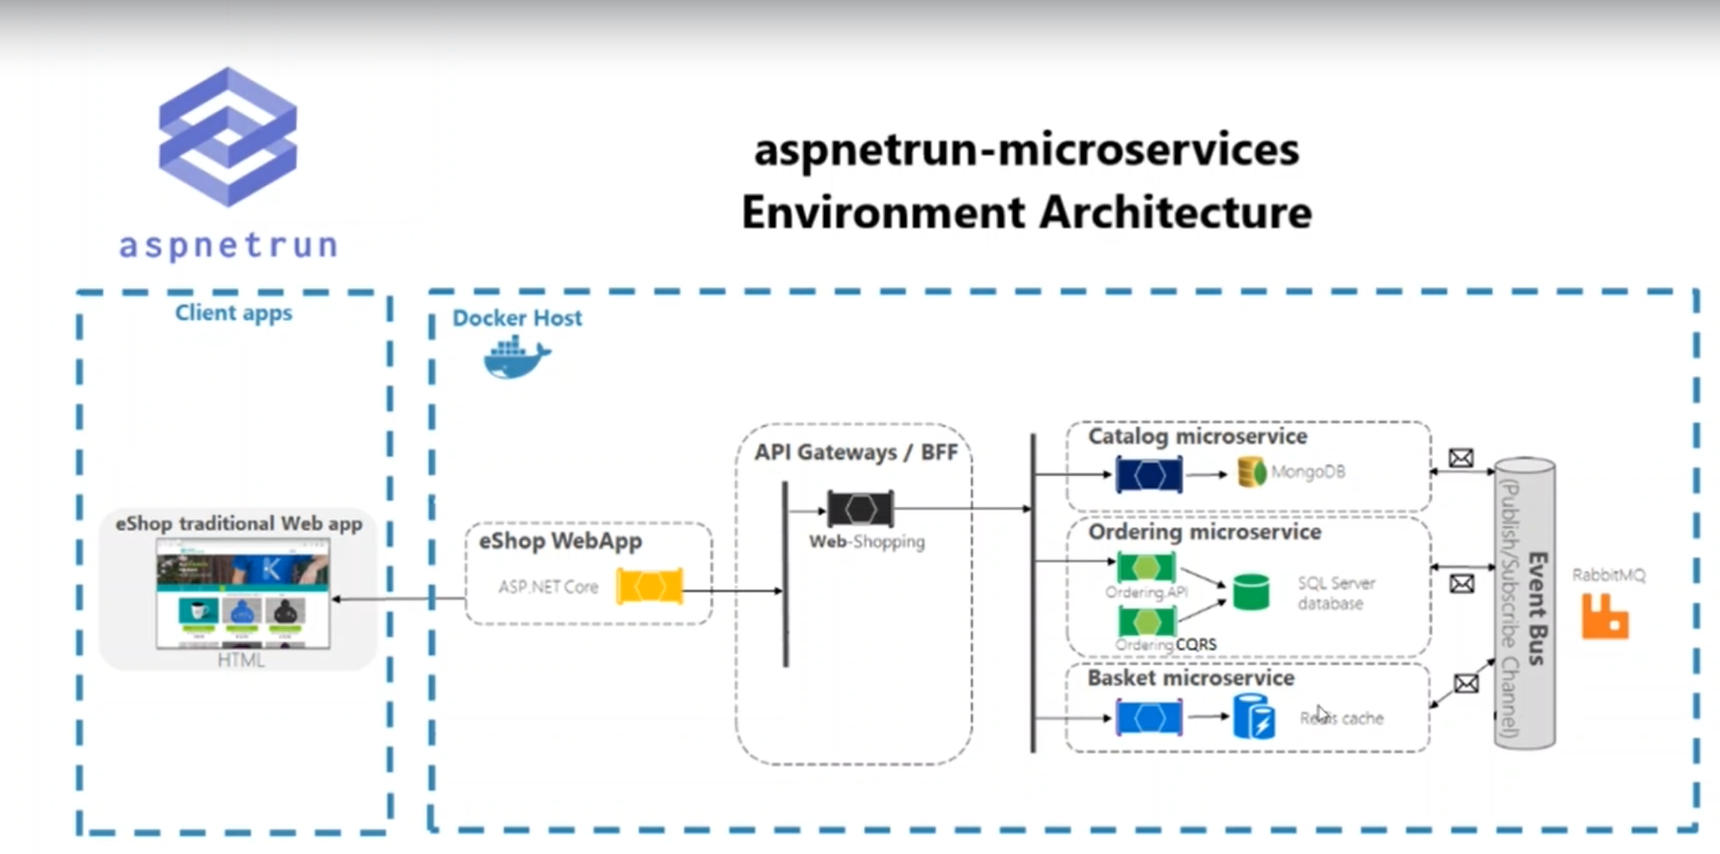 aspnetrun
aspnetrun-microservices
Environment Architecture
Client apps
eShop traditional Web app
HTML
Docker Host
eShop WebApp
ASP.NET Core
API Gateways / BFF
Web-Shopping
Catalog microservice
MongoDB
Ordering microservice
Ordering.API
SQL Server
database
Ordering.CQRS
Basket microservice
Redis cache
Event Bus
(Publish/Subscribe Channel)
RabbitMQ